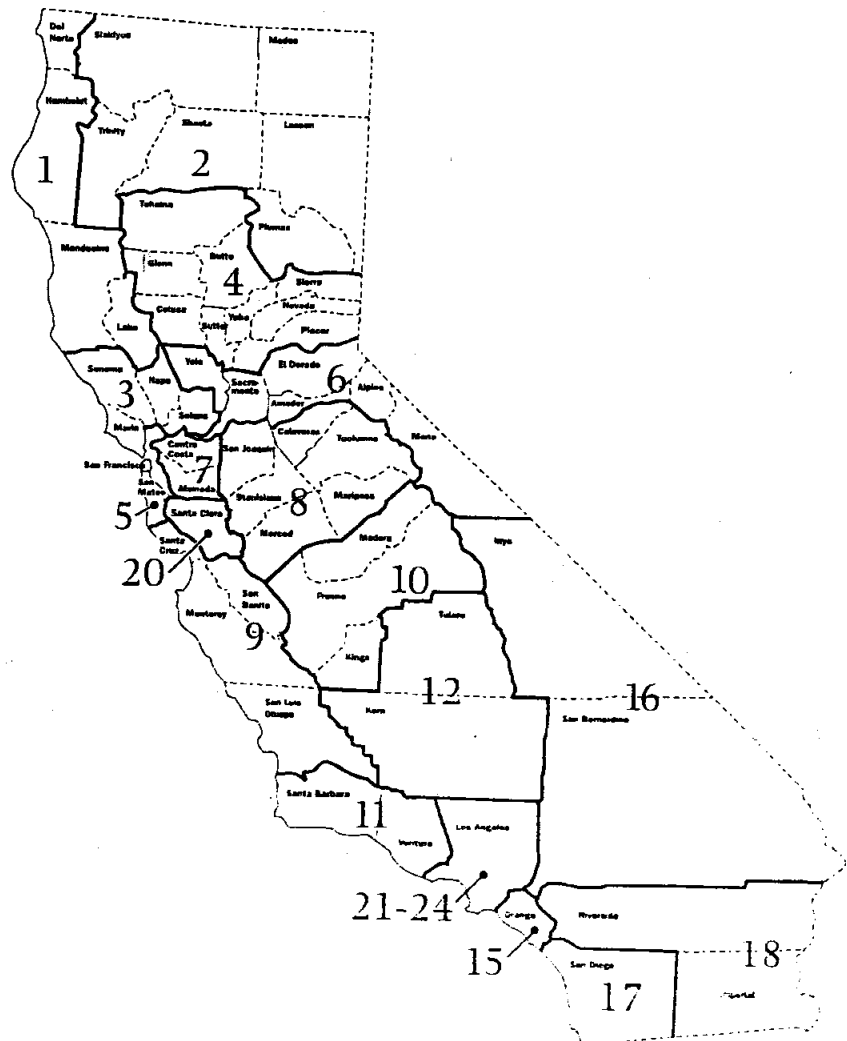 Del
Norte
Siskiyou
Modoc
Humboldt
Trinity
Shasta
Lassen
1
2
Tehama
Plumas
Mendocino
Glenn
Butte
4
Sierra
Colusa
Nevada
Yuba
Sutter
Placer
Lake
Sonoma
Napa
Yolo
El Dorado
Sacra-
mento
6
Alpine
3
Solano
Amador
Marin
Calaveras
Tuolumne
Mono
Contra
Costa
San Joaquin
7
San Francisco
San
Mateo
Alameda
Stanislaus
8
Mariposa
5
Santa Clara
Merced
Madera
Inyo
Santa
Cruz
20
10
San
Benito
Fresno
Tulare
Monterey
9
Kings
12
16
San Luis
Obispo
Kern
San Bernardino
Santa Barbara
11
Ventura
Los Angeles
21-24
Orange
Riverside
15
18
San Diego
17
Imperial